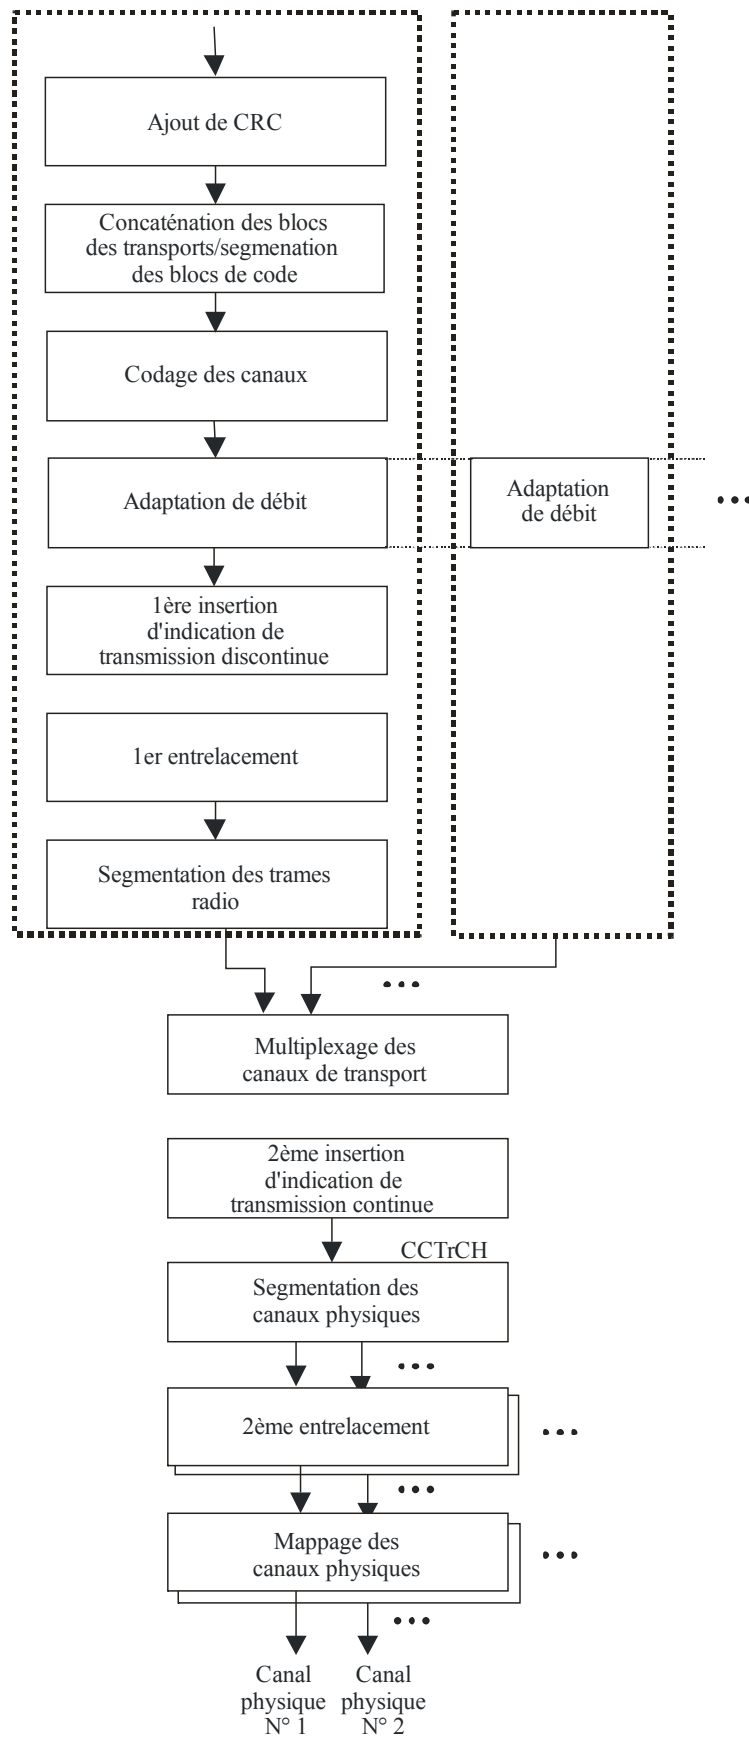 Ajout de CRC
Concaténation des blocs
des transports/segmenation
des blocs de code
Codage des canaux
Adaptation de débit
Adaptation
de débit
1ère insertion
d'indication de
transmission discontinue
1er entrelacement
Segmentation des trames
radio
Multiplexage des
canaux de transport
2ème insertion
d'indication de
transmission continue
CCTrCH
Segmentation des
canaux physiques
2ème entrelacement
Mappage des
canaux physiques
Canal
physique
N° 1
Canal
physique
N° 2